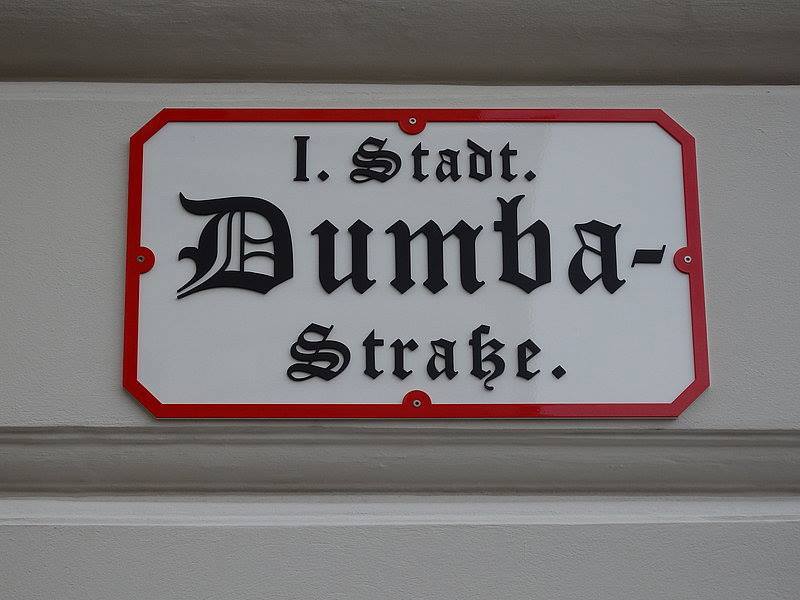 I. Stadt.
Dumba-
Straße.